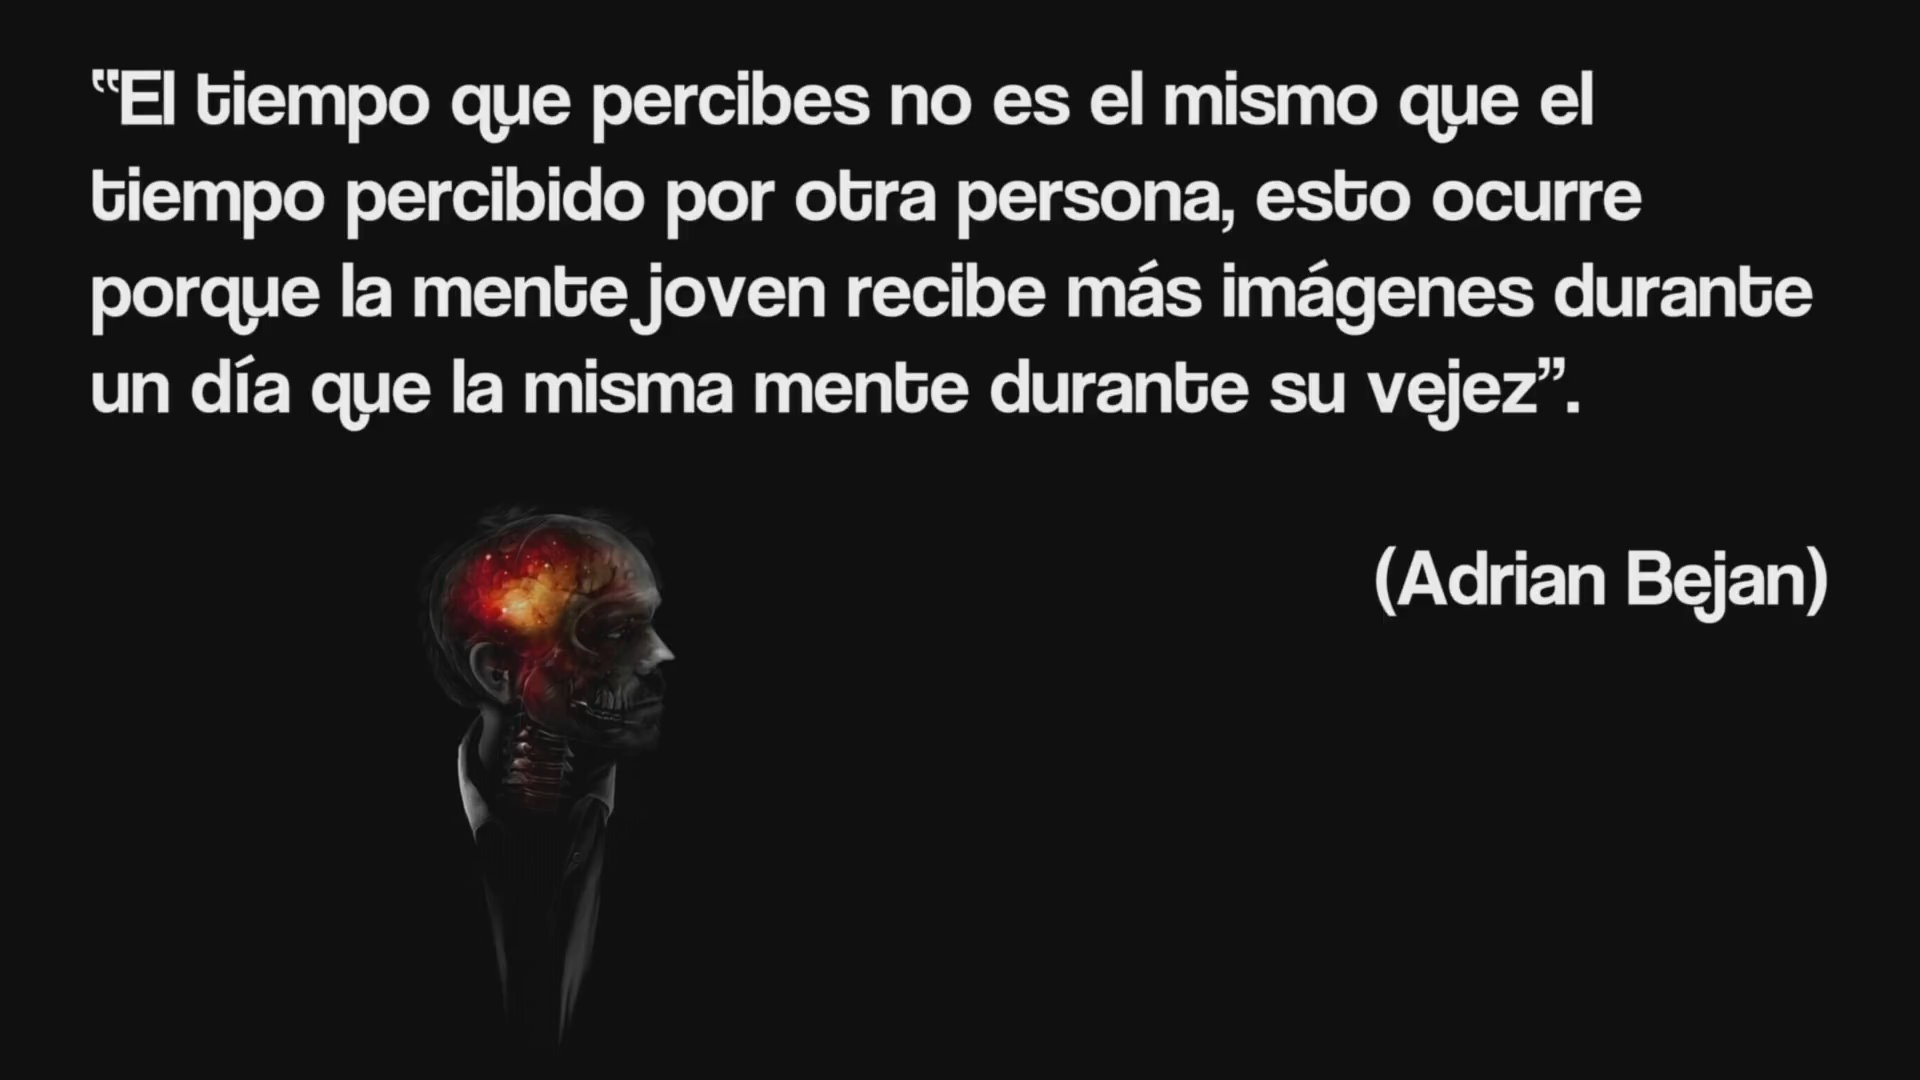 “El tiempo que percibes no es el mismo que el
tiempo percibido por otra persona, esto ocurre
porque la mente joven recibe más imágenes durante
un día que la misma mente durante su vejez”.
(Adrian Bejan)